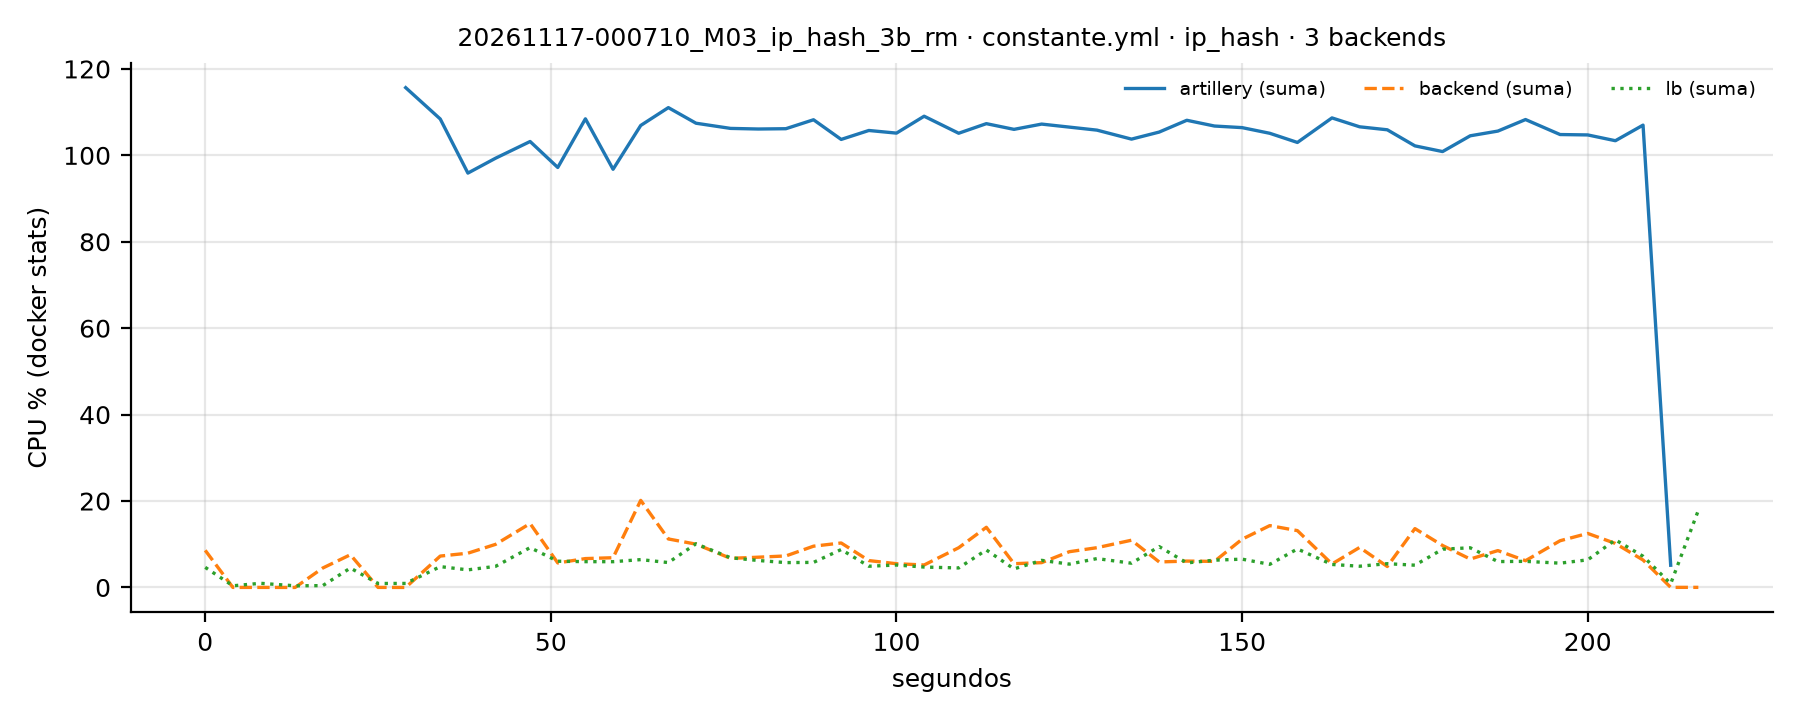 20261117-000710_M03_ip_hash_3b_rm · constante.yml · ip_hash · 3 backends
artillery (suma)
backend (suma)
lb (suma)
CPU % (docker stats)
120
100
80
60
40
20
0
0
50
100
150
200
segundos